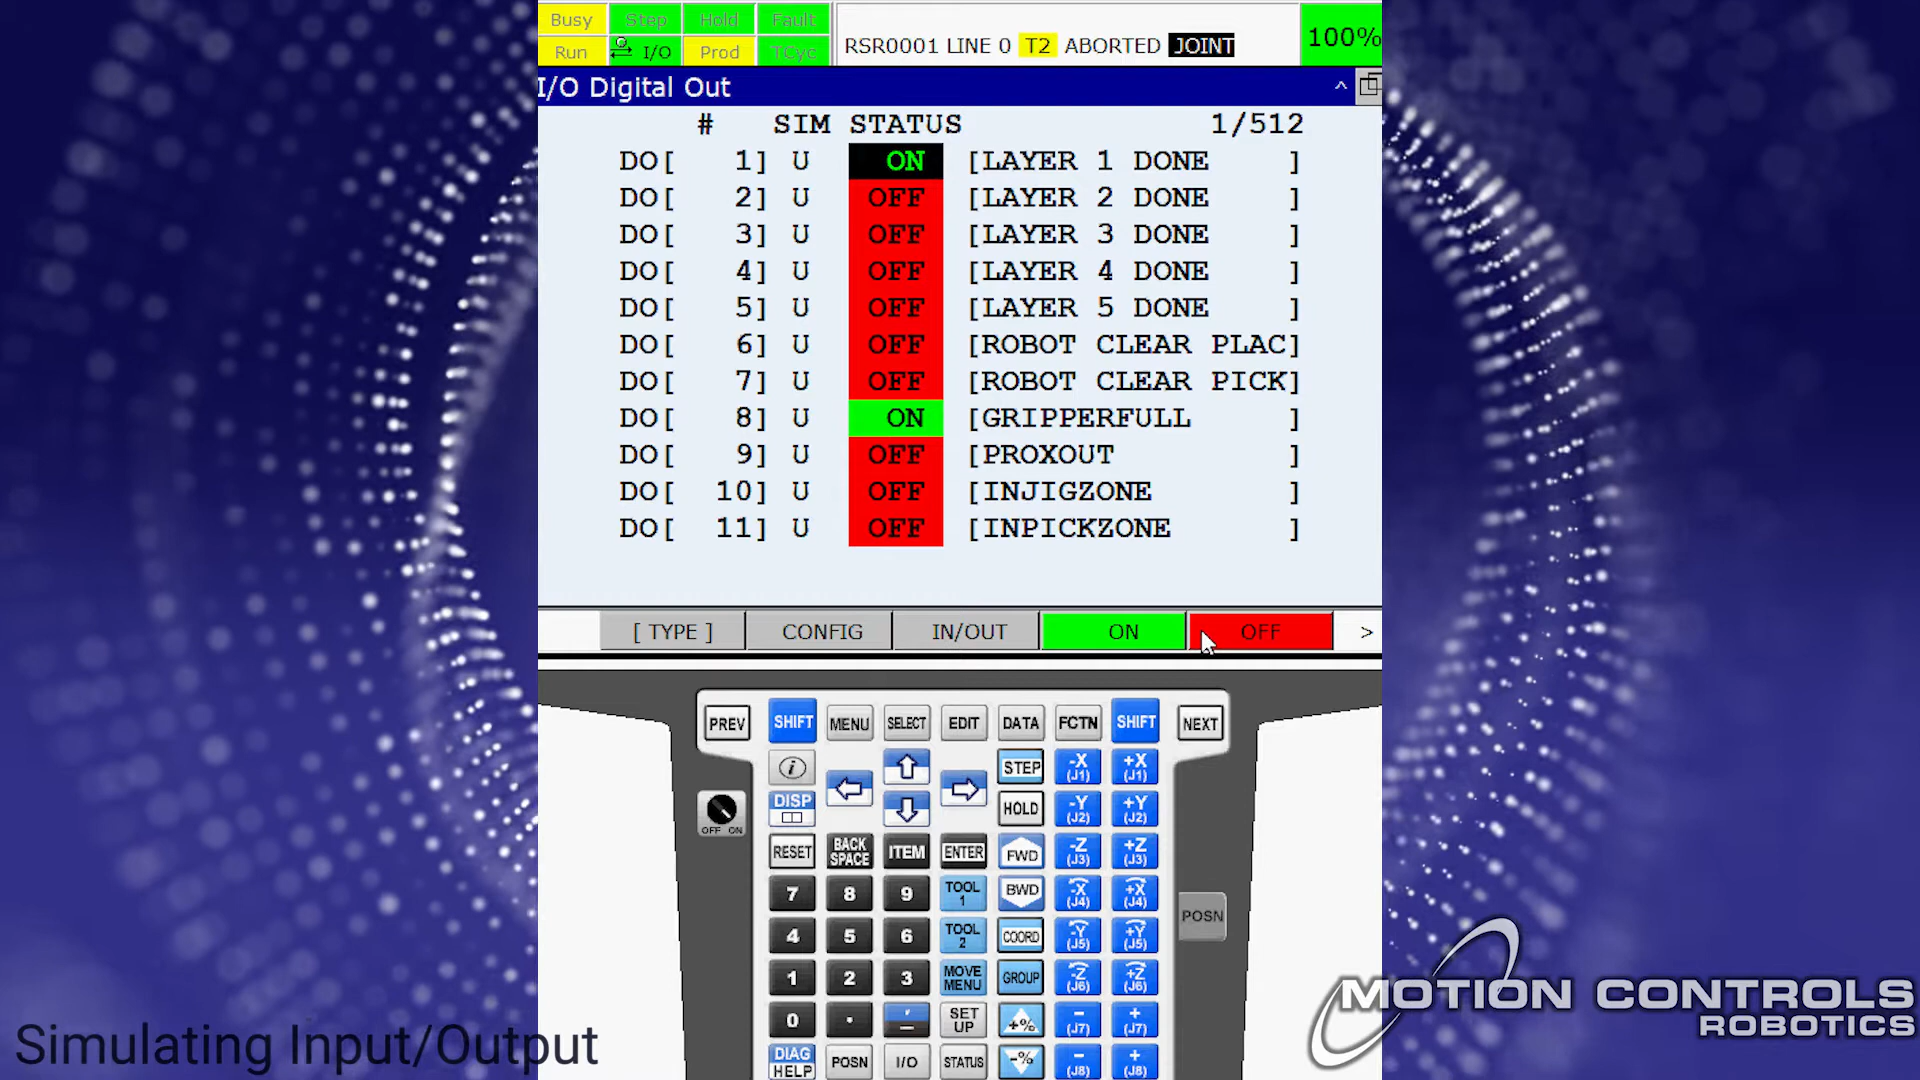 Busy Step Hold Fault
Run I/O Prod TCyc
RSR0001 LINE 0 T2 ABORTED JOINT
100%
I/O Digital Out
# SIM STATUS 1/512
DO[ 1] U ON [LAYER 1 DONE ]
DO[ 2] U OFF [LAYER 2 DONE ]
DO[ 3] U OFF [LAYER 3 DONE ]
DO[ 4] U OFF [LAYER 4 DONE ]
DO[ 5] U OFF [LAYER 5 DONE ]
DO[ 6] U OFF [ROBOT CLEAR PLAC]
DO[ 7] U OFF [ROBOT CLEAR PICK]
DO[ 8] U ON [GRIPPERFULL ]
DO[ 9] U OFF [PROXOUT ]
DO[ 10] U OFF [INJIGZONE ]
DO[ 11] U OFF [INPICKZONE ]
[ TYPE ] CONFIG IN/OUT ON OFF >
PREV SHIFT MENU SELECT EDIT DATA FCTN SHIFT NEXT
i STEP -X (J1) +X (J1)
OFF ON DISP HOLD -Y (J2) +Y (J2)
RESET BACK SPACE ITEM ENTER FWD -Z (J3) +Z (J3)
7 8 9 TOOL 1 BWD -X (J4) +X (J4)
POSN
4 5 6 TOOL 2 COORD -Y (J5) +Y (J5)
1 2 3 MOVE MENU GROUP -Z (J6) +Z (J6)
0 . , _ SET UP +% - (J7) + (J7)
DIAG HELP POSN I/O STATUS -% - (J8) + (J8)
Simulating Input/Output
MOTION CONTROLS
ROBOTICS